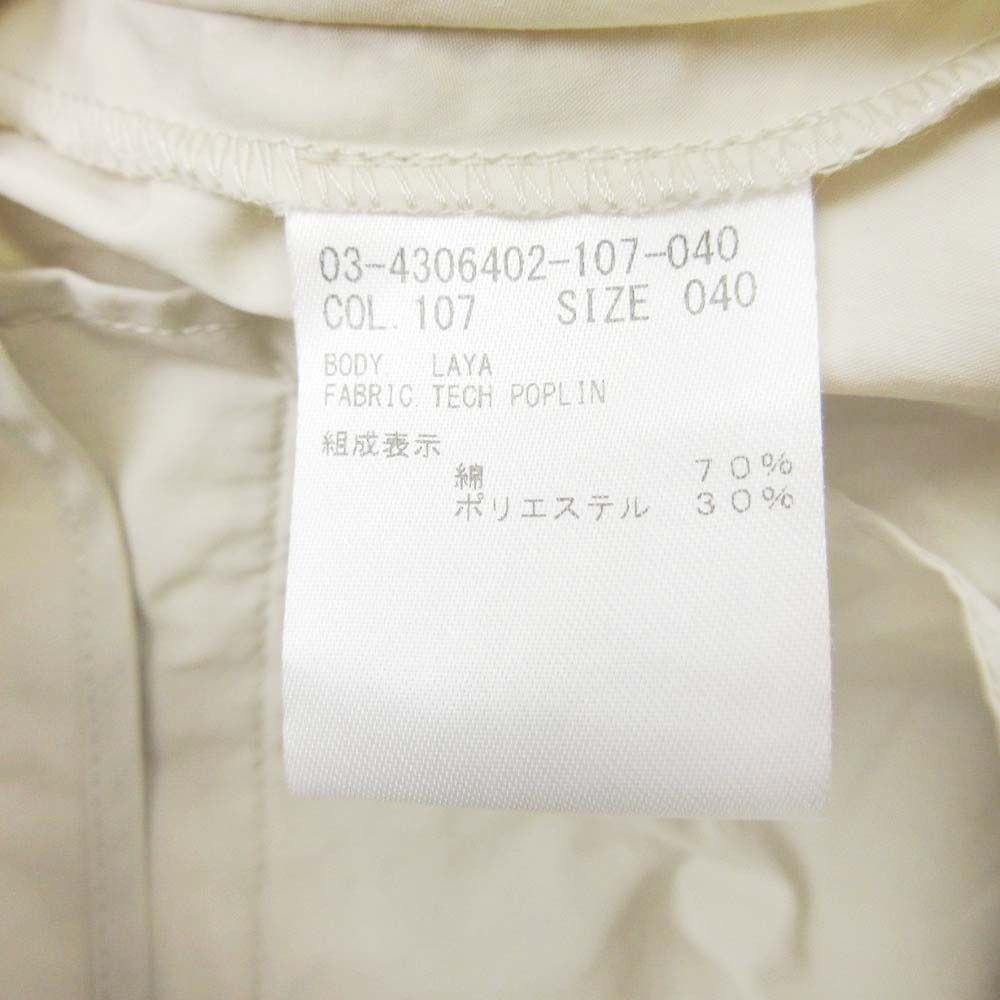 03-4306402-107-040
COL. 107 SIZE 040
BODY LAYA
FABRIC TECH POPLIN
組成表示
綿 70%
ポリエステル 30%